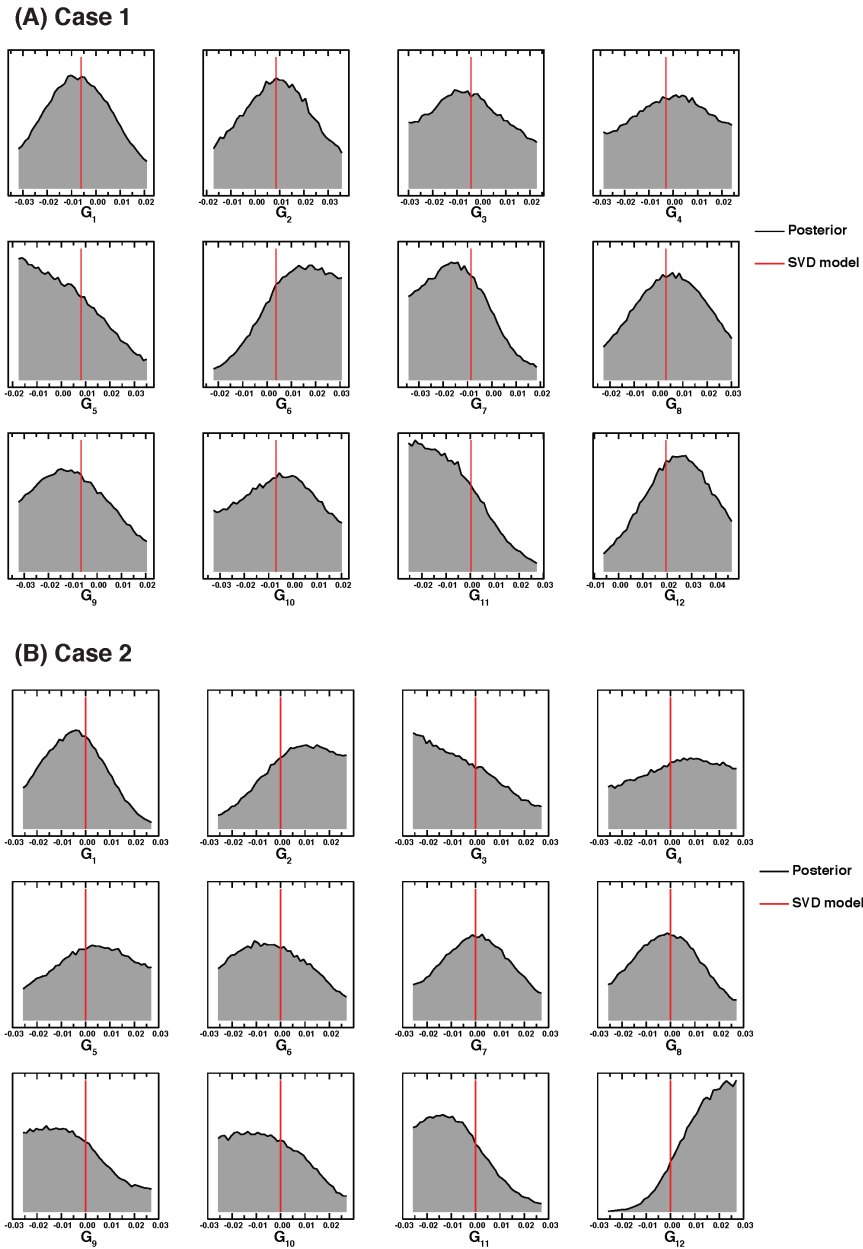 (A) Case 1
-0.03 -0.02 -0.01 0.00 0.01 0.02
G1
-0.02 -0.01 0.00 0.01 0.02 0.03
G2
-0.03 -0.02 -0.01 0.00 0.01 0.02
G3
-0.03 -0.02 -0.01 0.00 0.01 0.02
G4
Posterior
SVD model
-0.02 -0.01 0.00 0.01 0.02 0.03
G5
-0.02 -0.01 0.00 0.01 0.02 0.03
G6
-0.03 -0.02 -0.01 0.00 0.01 0.02
G7
-0.02 -0.01 0.00 0.01 0.02 0.03
G8
-0.03 -0.02 -0.01 0.00 0.01 0.02
G9
-0.03 -0.02 -0.01 0.00 0.01 0.02
G10
-0.02 -0.01 0.00 0.01 0.02 0.03
G11
-0.01 0.00 0.01 0.02 0.03 0.04
G12
(B) Case 2
-0.03 -0.02 -0.01 0.00 0.01 0.02 0.03
G1
-0.03 -0.02 -0.01 0.00 0.01 0.02 0.03
G2
-0.03 -0.02 -0.01 0.00 0.01 0.02 0.03
G3
-0.03 -0.02 -0.01 0.00 0.01 0.02 0.03
G4
Posterior
SVD model
-0.03 -0.02 -0.01 0.00 0.01 0.02 0.03
G5
-0.03 -0.02 -0.01 0.00 0.01 0.02 0.03
G6
-0.03 -0.02 -0.01 0.00 0.01 0.02 0.03
G7
-0.03 -0.02 -0.01 0.00 0.01 0.02 0.03
G8
-0.03 -0.02 -0.01 0.00 0.01 0.02 0.03
G9
-0.03 -0.02 -0.01 0.00 0.01 0.02 0.03
G10
-0.03 -0.02 -0.01 0.00 0.01 0.02 0.03
G11
-0.03 -0.02 -0.01 0.00 0.01 0.02 0.03
G12